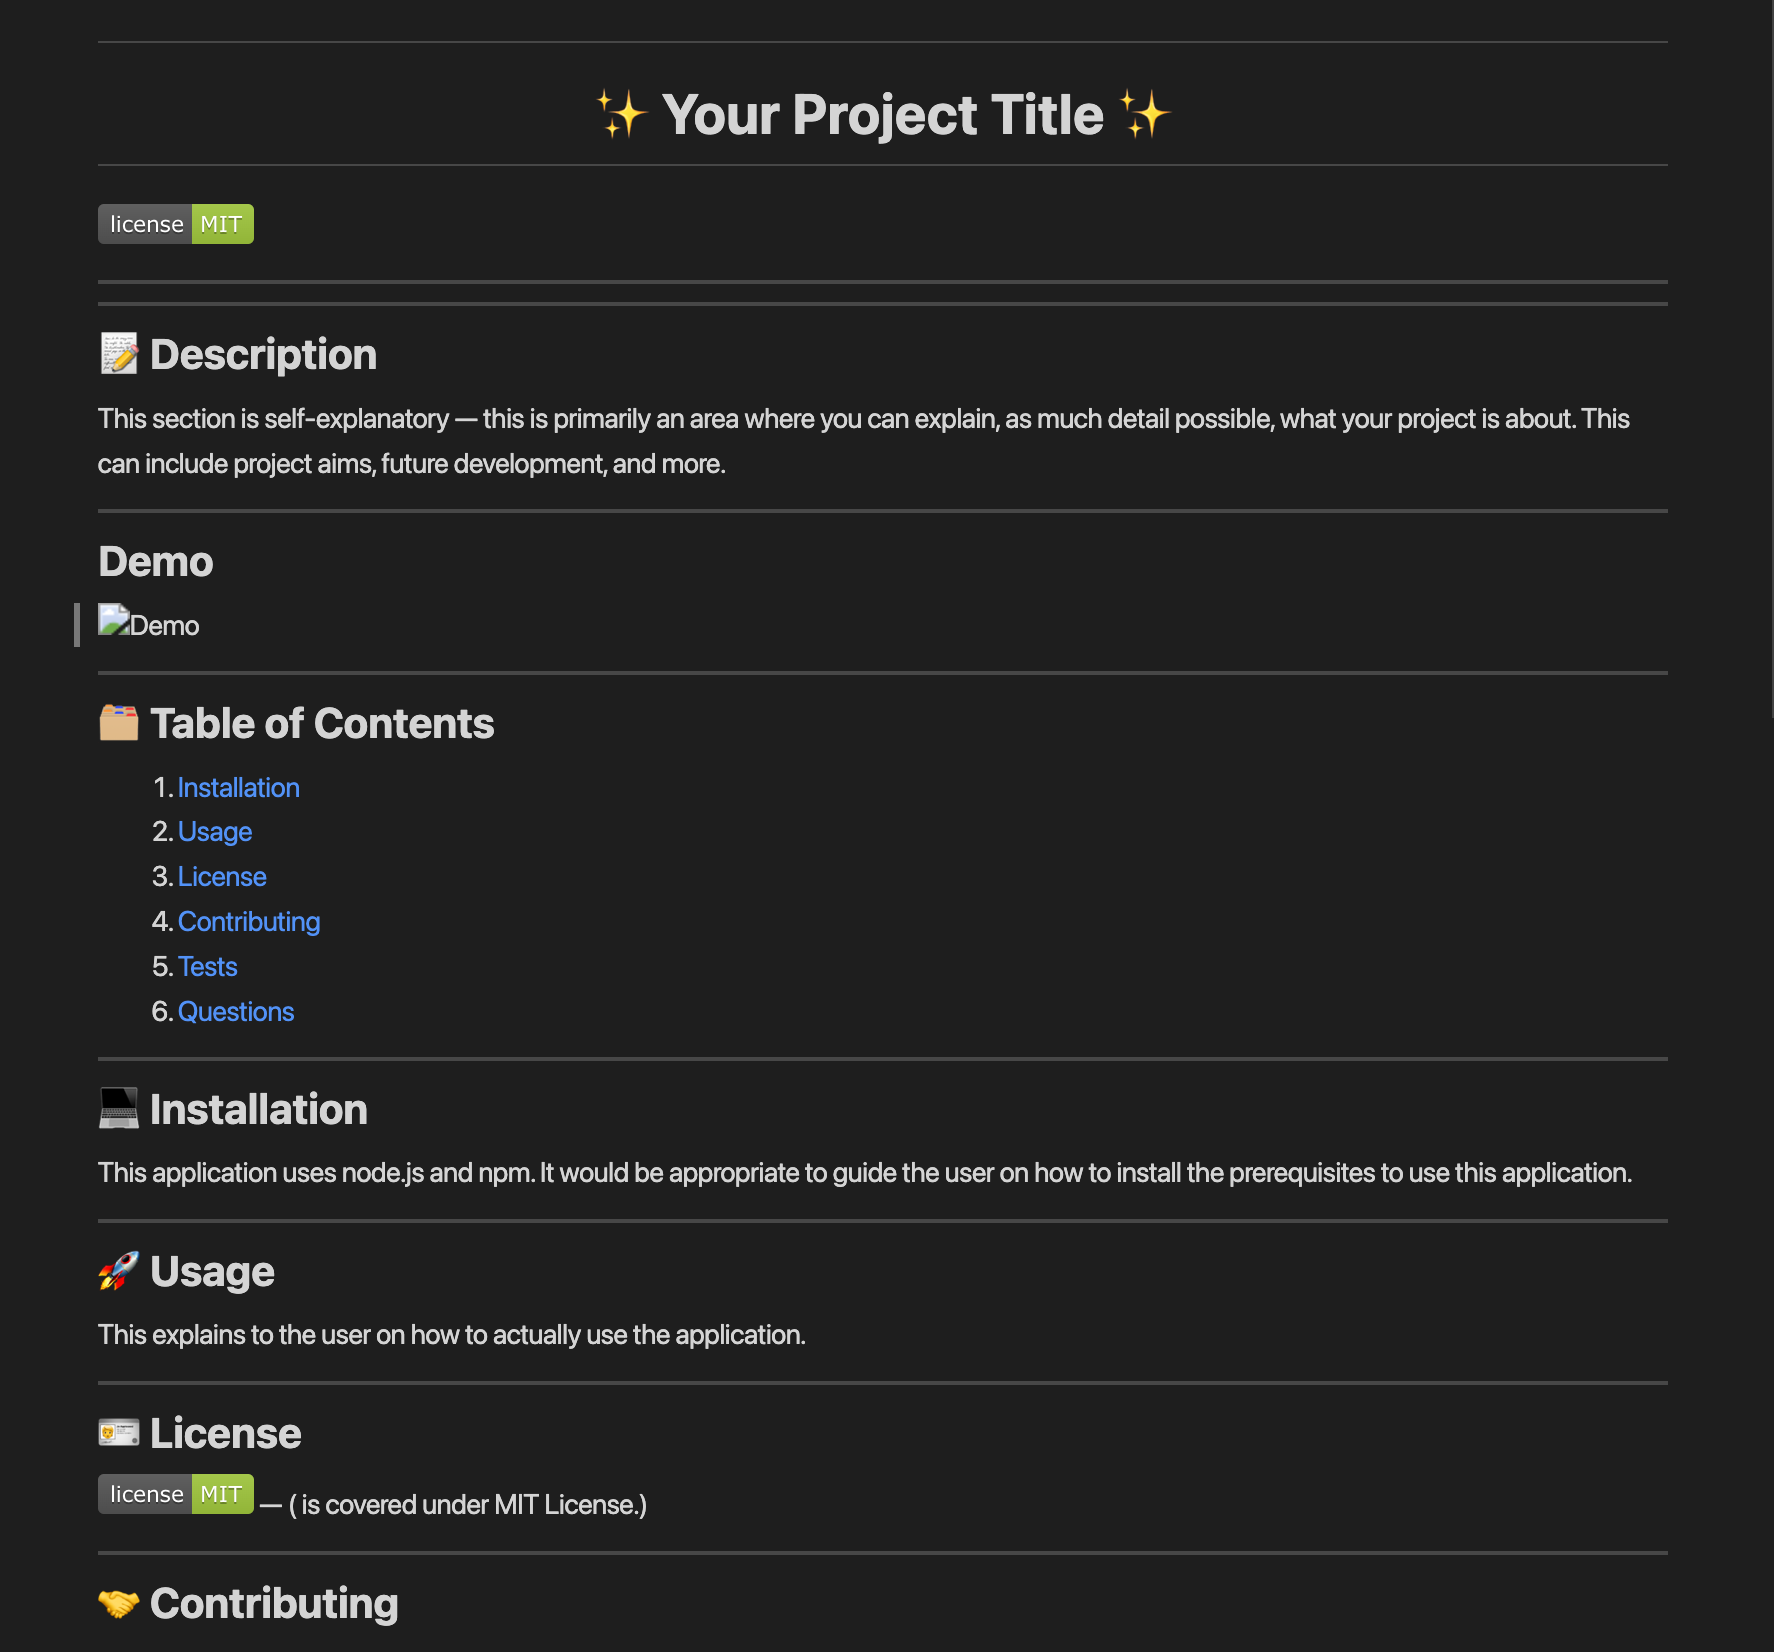 ✨ Your Project Title ✨
license MIT
📝 Description
This section is self-explanatory — this is primarily an area where you can explain, as much detail possible, what your project is about. This
can include project aims, future development, and more.
Demo
Demo
🗂️ Table of Contents
1. Installation
2. Usage
3. License
4. Contributing
5. Tests
6. Questions
💻 Installation
This application uses node.js and npm. It would be appropriate to guide the user on how to install the prerequisites to use this application.
🚀 Usage
This explains to the user on how to actually use the application.
🪪 License
license MIT — ( is covered under MIT License.)
🤝 Contributing